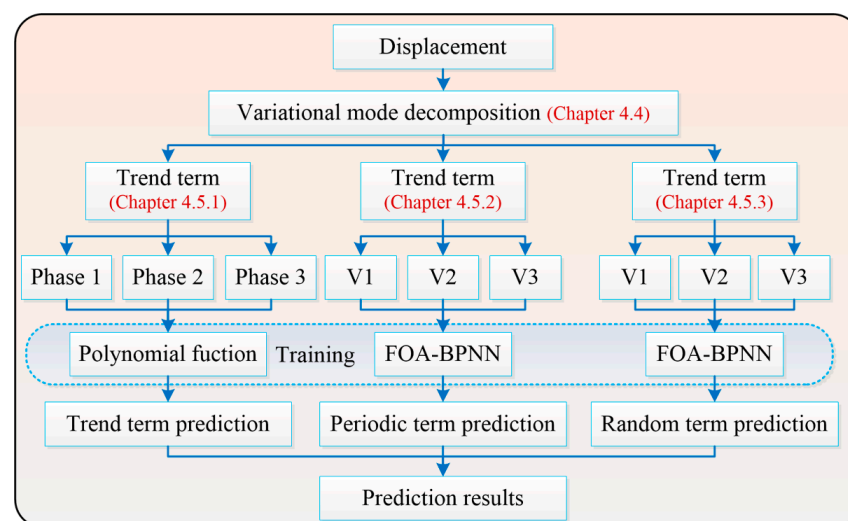 Displacement
Variational mode decomposition (Chapter 4.4)
Trend term
(Chapter 4.5.1)
Trend term
(Chapter 4.5.2)
Trend term
(Chapter 4.5.3)
Phase 1
Phase 2
Phase 3
V1
V2
V3
V1
V2
V3
Polynomial fuction
Training
FOA-BPNN
FOA-BPNN
Trend term prediction
Periodic term prediction
Random term prediction
Prediction results